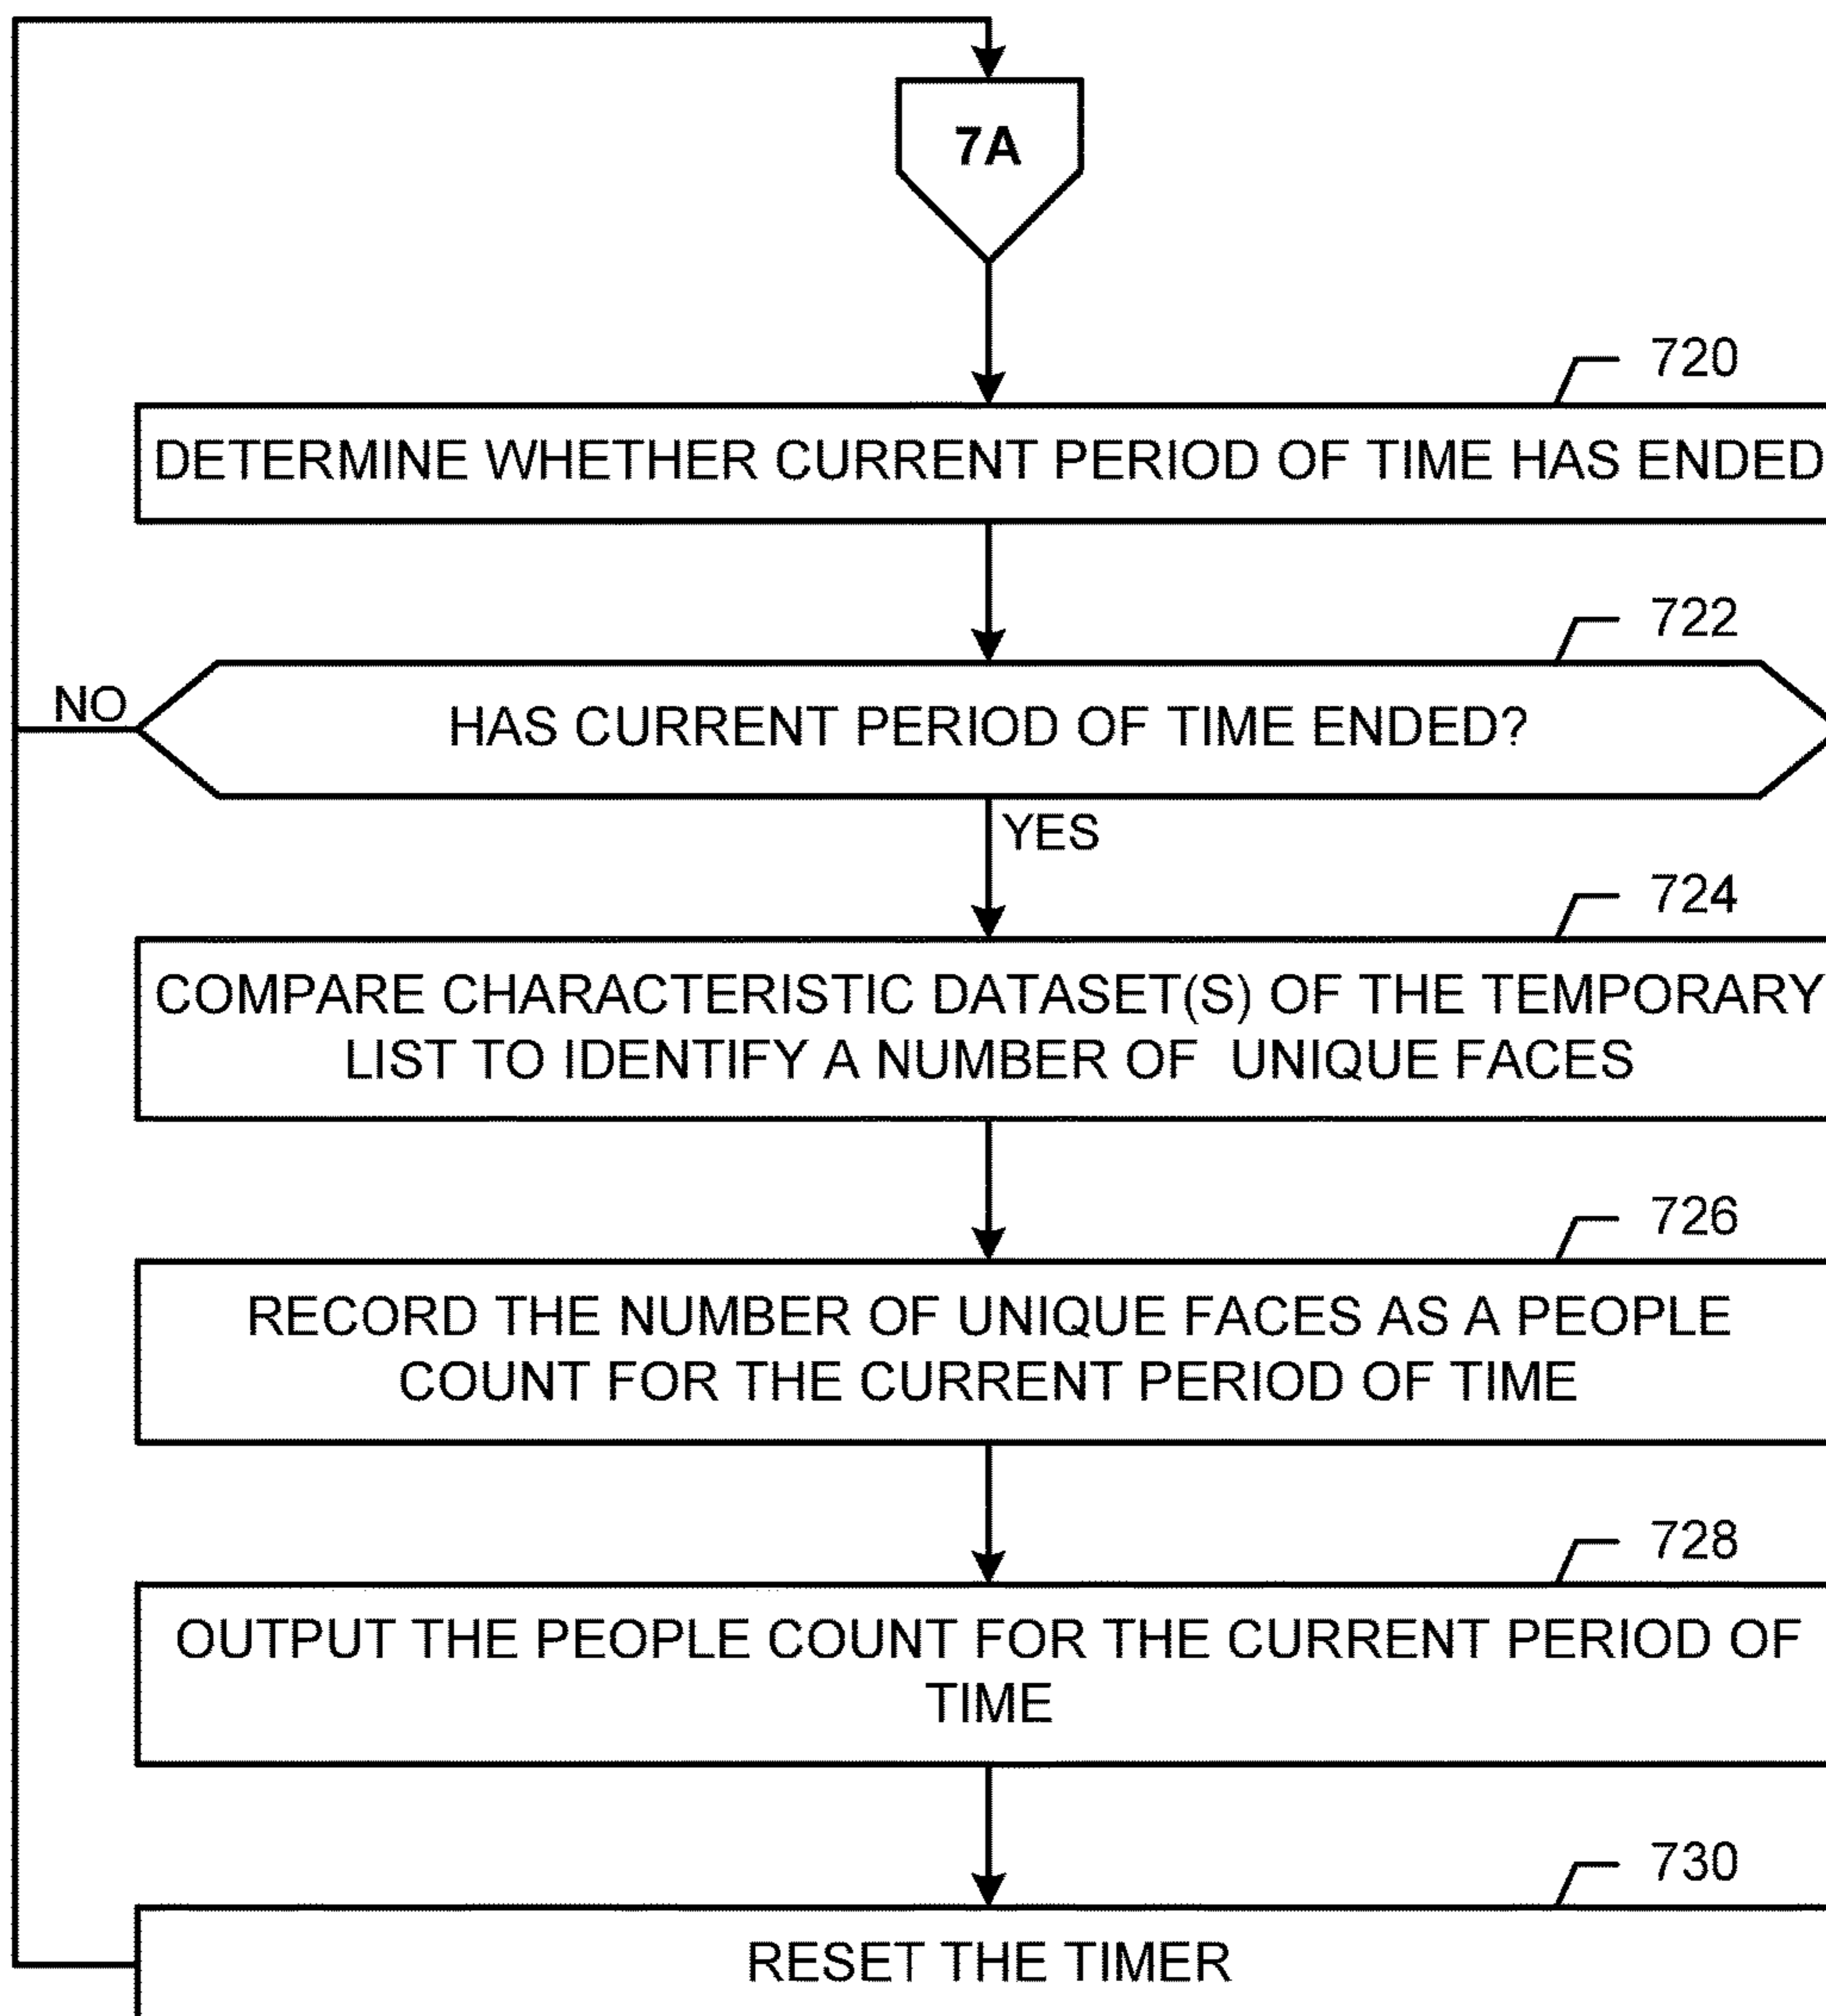 7A
720
DETERMINE WHETHER CURRENT PERIOD OF TIME HAS ENDED
722
NO
HAS CURRENT PERIOD OF TIME ENDED?
YES
724
COMPARE CHARACTERISTIC DATASET(S) OF THE TEMPORARY
LIST TO IDENTIFY A NUMBER OF UNIQUE FACES
726
RECORD THE NUMBER OF UNIQUE FACES AS A PEOPLE
COUNT FOR THE CURRENT PERIOD OF TIME
728
OUTPUT THE PEOPLE COUNT FOR THE CURRENT PERIOD OF
TIME
730
RESET THE TIMER